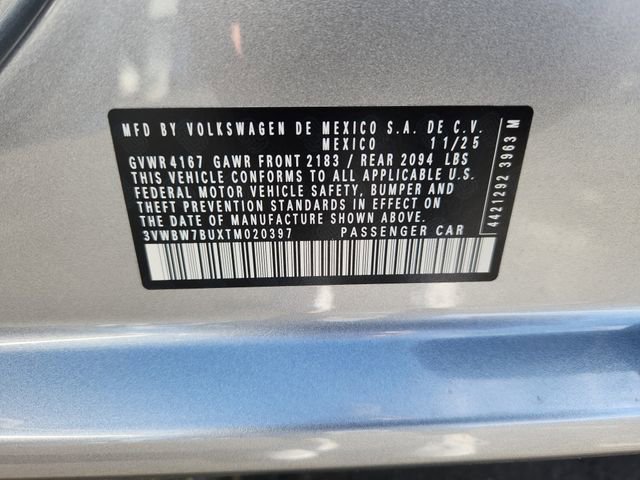 MFD BY VOLKSWAGEN DE MEXICO S.A. DE C.V.
MEXICO 11/25
GVWR 4167 GAWR FRONT 2183 / REAR 2094 LBS
THIS VEHICLE CONFORMS TO ALL APPLICABLE U.S.
FEDERAL MOTOR VEHICLE SAFETY, BUMPER AND
THEFT PREVENTION STANDARDS IN EFFECT ON
THE DATE OF MANUFACTURE SHOWN ABOVE.
3VWBW7BUXTM020397 PASSENGER CAR
4421292 3963 M